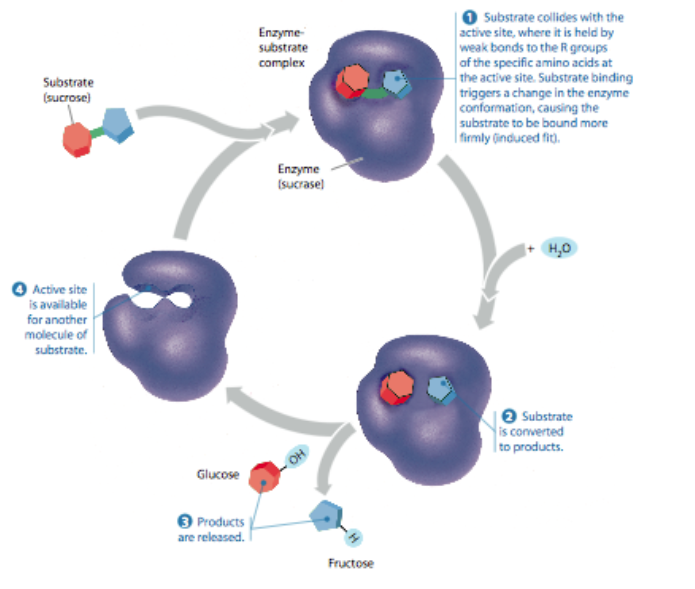 Enzyme-
substrate
complex
1 Substrate collides with the
active site, where it is held by
weak bonds to the R groups
of the specific amino acids at
the active site. Substrate binding
triggers a change in the enzyme
conformation, causing the
substrate to be bound more
firmly (induced fit).
Substrate
(sucrose)
Enzyme
(sucrase)
+ H₂O
4 Active site
is available
for another
molecule of
substrate.
2 Substrate
is converted
to products.
Glucose
OH
3 Products
are released.
H
Fructose